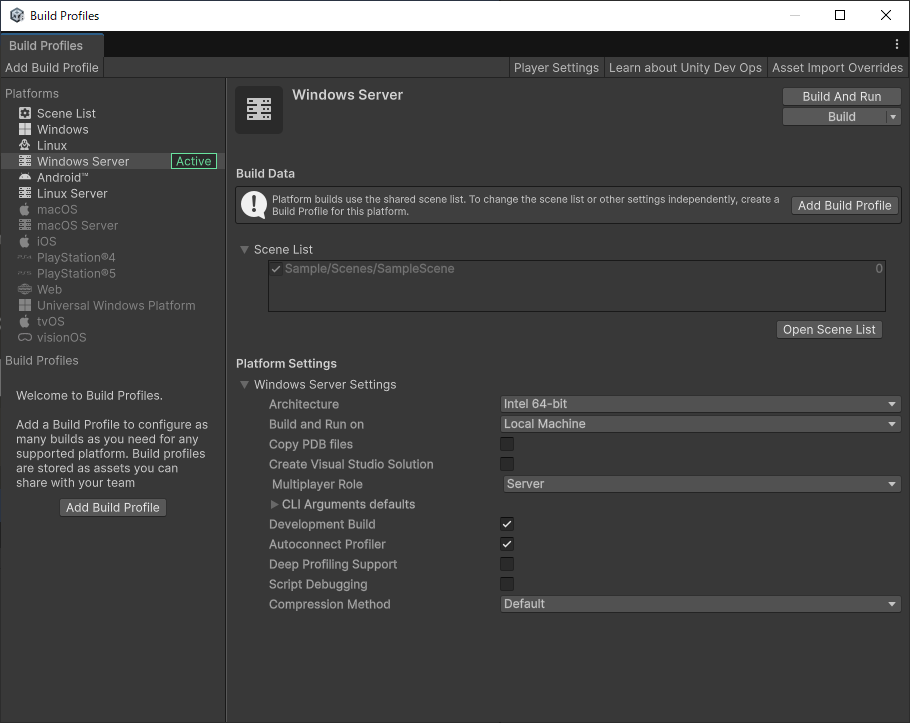 Build Profiles
Build Profiles
Add Build Profile
Player Settings
Learn about Unity Dev Ops
Asset Import Overrides
Platforms
Scene List
Windows
Linux
Windows Server
Active
Android™
Linux Server
macOS
macOS Server
iOS
PlayStation®4
PlayStation®5
Web
Universal Windows Platform
tvOS
visionOS
Build Profiles
Welcome to Build Profiles.
Add a Build Profile to configure as
many builds as you need for any
supported platform. Build profiles
are stored as assets you can
share with your team
Add Build Profile
Windows Server
Build And Run
Build
Build Data
Platform builds use the shared scene list. To change the scene list or other settings independently, create a
Build Profile for this platform.
Add Build Profile
Scene List
Sample/Scenes/SampleScene 0
Open Scene List
Platform Settings
Windows Server Settings
Architecture Intel 64-bit
Build and Run on Local Machine
Copy PDB files
Create Visual Studio Solution
Multiplayer Role Server
CLI Arguments defaults
Development Build
Autoconnect Profiler
Deep Profiling Support
Script Debugging
Compression Method Default